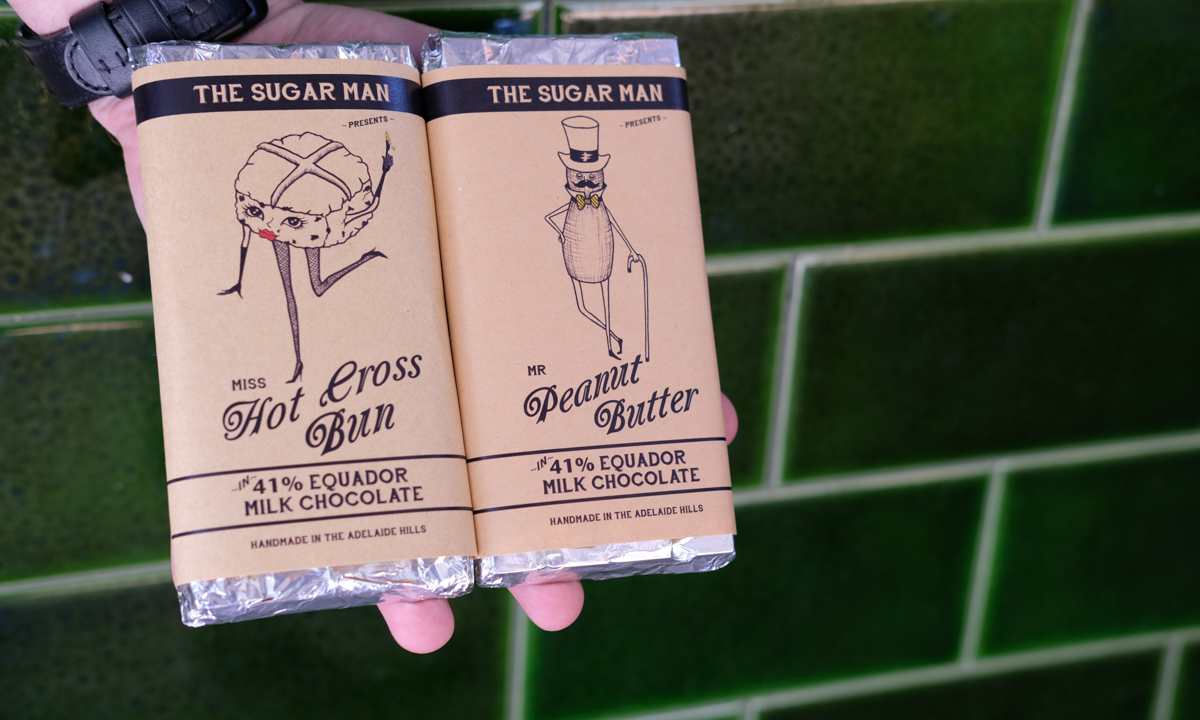 THE SUGAR MAN
~PRESENTS~
MISS
Hot Cross
Bun
~IN~ 41% EQUADOR
MILK CHOCOLATE
HANDMADE IN THE ADELAIDE HILLS
THE SUGAR MAN
~PRESENTS~
MR
Peanut
Butter
~IN~ 41% EQUADOR
MILK CHOCOLATE
HANDMADE IN THE ADELAIDE HILLS